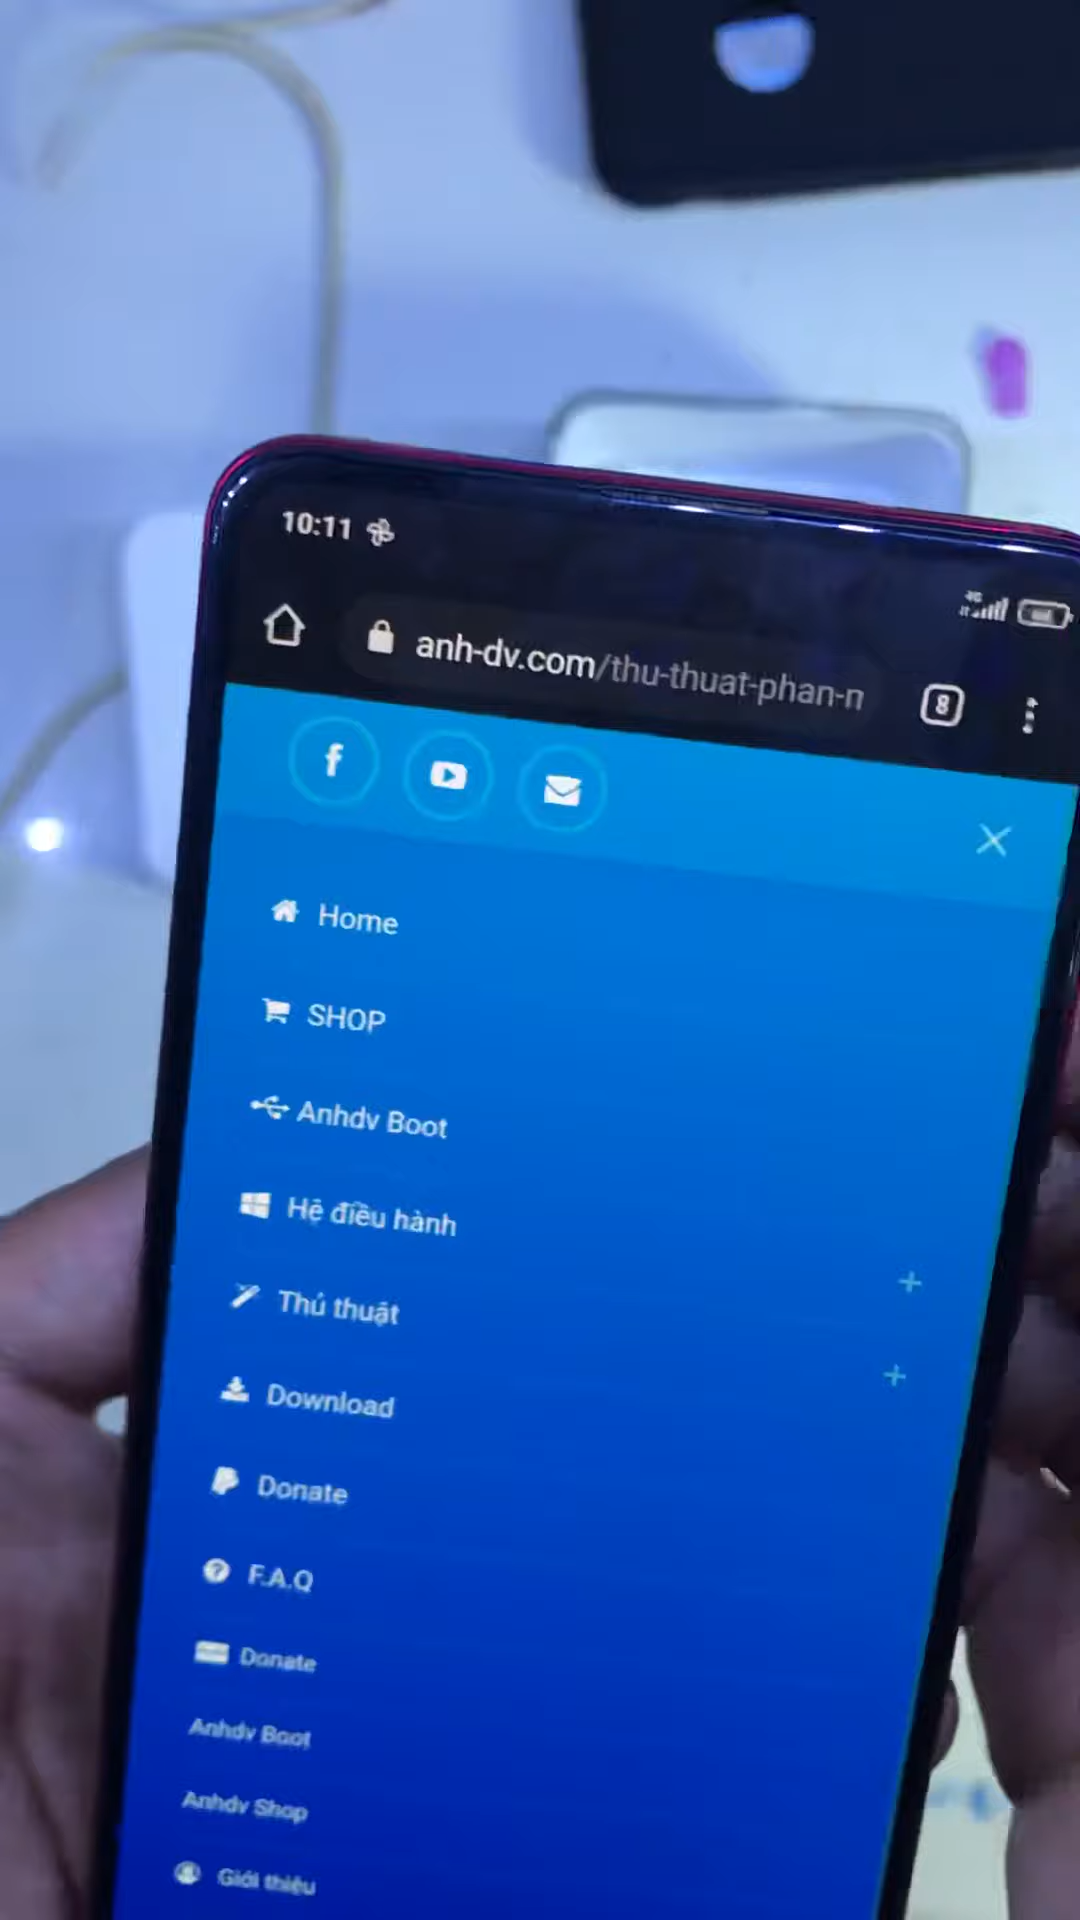 10:11
4G
anh-dv.com/thu-thuat-phan-n
8
Home
SHOP
Anhdv Boot
Hệ điều hành
Thủ thuật
Download
Donate
F.A.Q
Donate
Anhdv Boot
Anhdv Shop
Giới thiệu